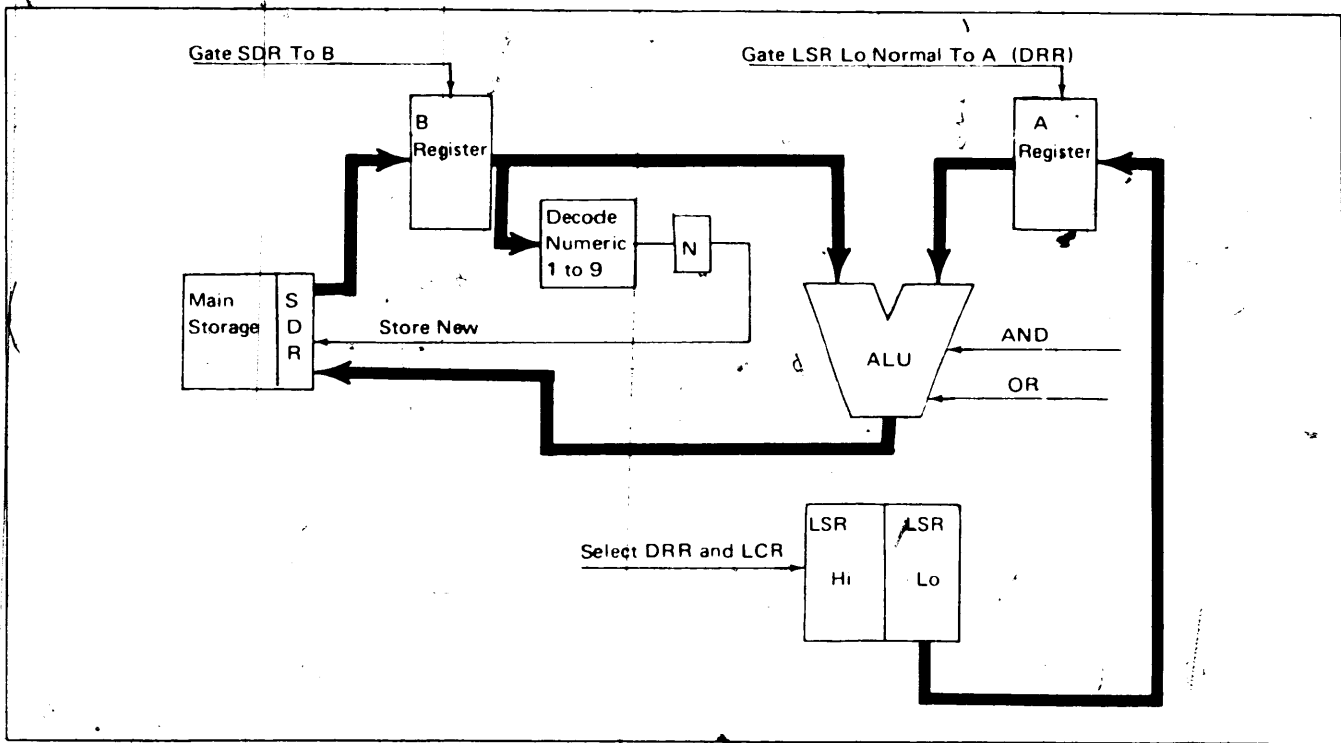 Gate SDR To B
Gate LSR Lo Normal To A (DRR)
B
Register
A
Register
Decode
Numeric
1 to 9
N
Main
Storage
S
D
R
Store New
ALU
AND
OR
Select DRR and LCR
LSR
Hi
LSR
Lo